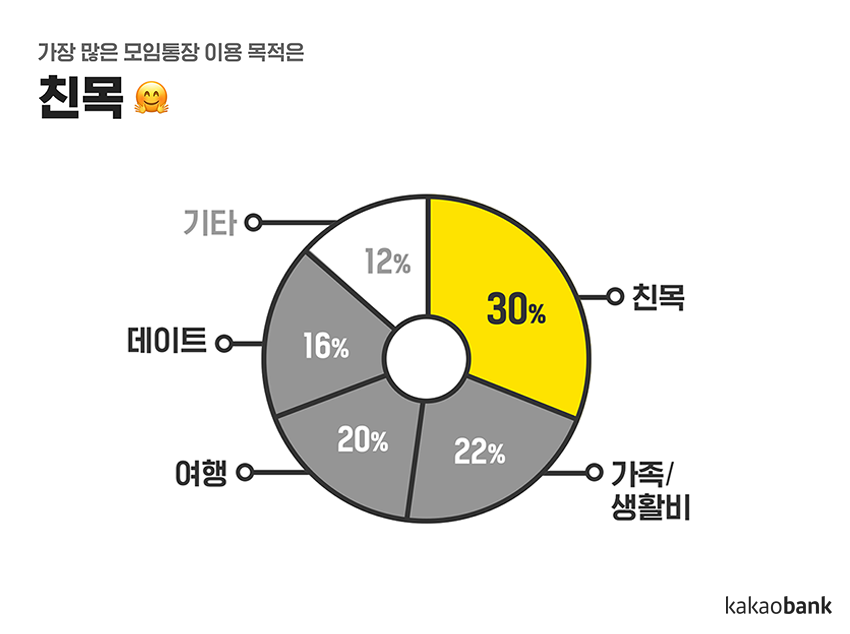 가장 많은 모임통장 이용 목적은
친목 🤗
기타
12%
30%
친목
데이트
16%
20%
22%
여행
가족/
생활비
kakaobank